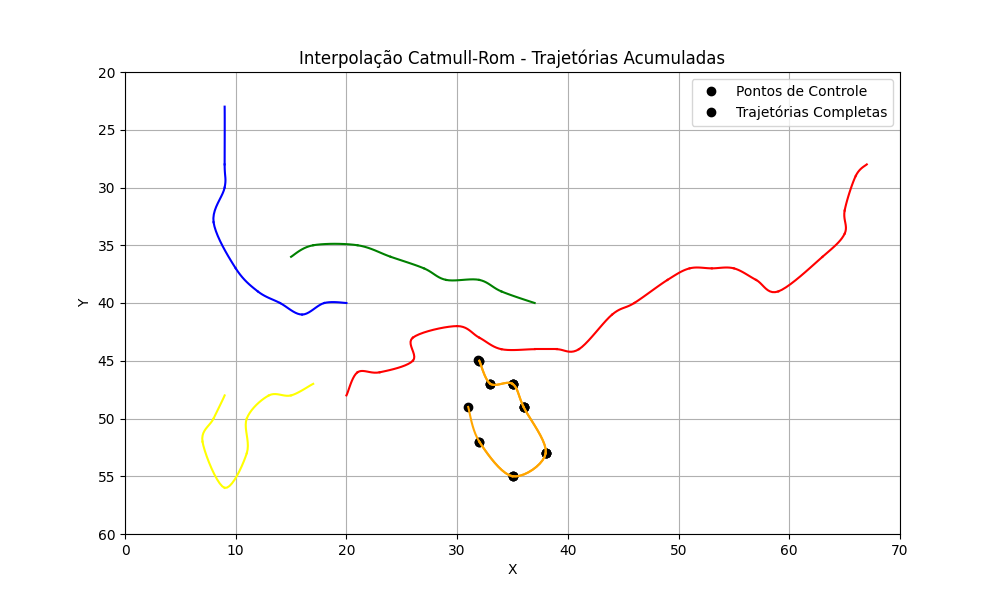 Interpolação Catmull-Rom - Trajetórias Acumuladas
Pontos de Controle
Trajetórias Completas
20
25
30
35
40
45
50
55
60
Y
0 10 20 30 40 50 60 70
X